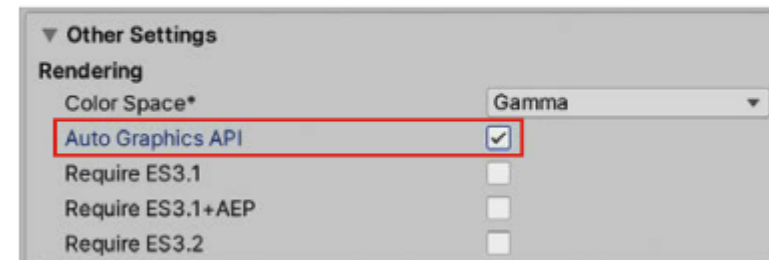 Other Settings
Rendering
Color Space* Gamma
Auto Graphics API
Require ES3.1
Require ES3.1+AEP
Require ES3.2